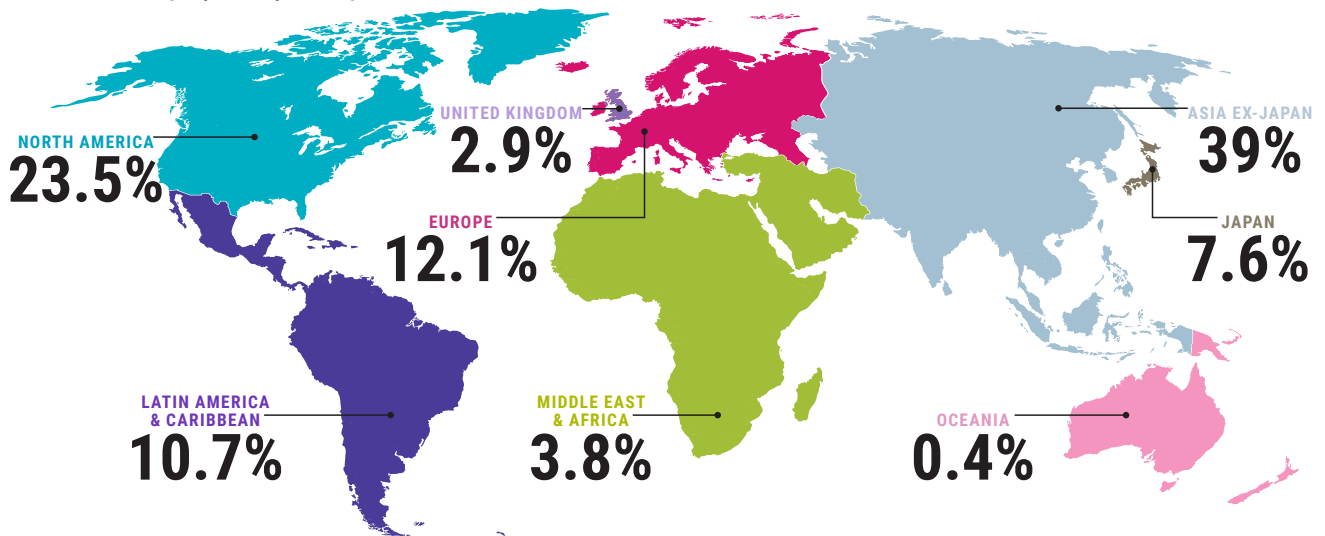 NORTH AMERICA
23.5%
UNITED KINGDOM
2.9%
ASIA EX-JAPAN
39%
EUROPE
12.1%
JAPAN
7.6%
LATIN AMERICA
& CARIBBEAN
10.7%
MIDDLE EAST
& AFRICA
3.8%
OCEANIA
0.4%